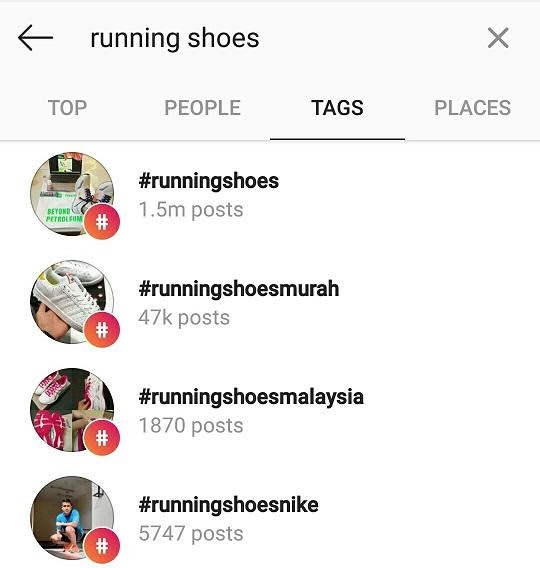 running shoes
TOP PEOPLE TAGS PLACES
#runningshoes
1.5m posts
BEYOND
PETROLEUM
#
#runningshoesmurah
47k posts
#
#runningshoesmalaysia
1870 posts
#
#runningshoesnike
5747 posts
#